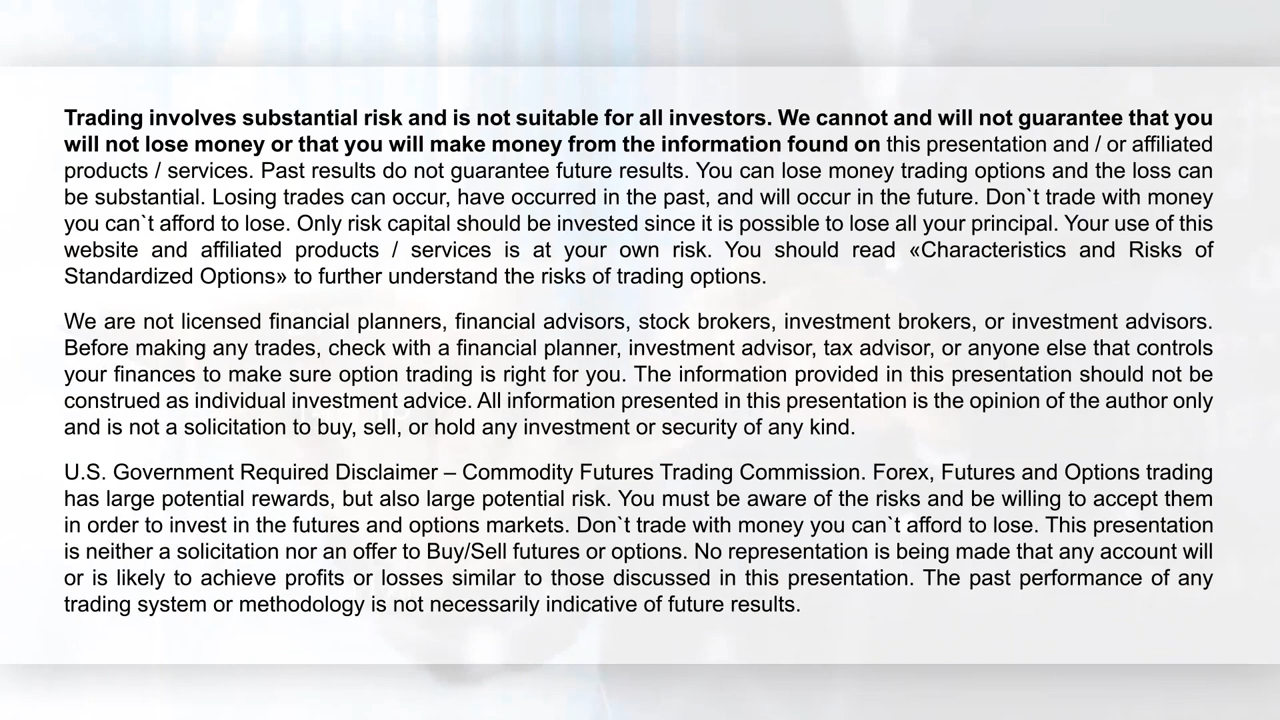 Trading involves substantial risk and is not suitable for all investors. We cannot and will not guarantee that you
will not lose money or that you will make money from the information found on this presentation and / or affiliated
products / services. Past results do not guarantee future results. You can lose money trading options and the loss can
be substantial. Losing trades can occur, have occurred in the past, and will occur in the future. Don`t trade with money
you can`t afford to lose. Only risk capital should be invested since it is possible to lose all your principal. Your use of this
website and affiliated products / services is at your own risk. You should read «Characteristics and Risks of
Standardized Options» to further understand the risks of trading options.
We are not licensed financial planners, financial advisors, stock brokers, investment brokers, or investment advisors.
Before making any trades, check with a financial planner, investment advisor, tax advisor, or anyone else that controls
your finances to make sure option trading is right for you. The information provided in this presentation should not be
construed as individual investment advice. All information presented in this presentation is the opinion of the author only
and is not a solicitation to buy, sell, or hold any investment or security of any kind.
U.S. Government Required Disclaimer – Commodity Futures Trading Commission. Forex, Futures and Options trading
has large potential rewards, but also large potential risk. You must be aware of the risks and be willing to accept them
in order to invest in the futures and options markets. Don`t trade with money you can`t afford to lose. This presentation
is neither a solicitation nor an offer to Buy/Sell futures or options. No representation is being made that any account will
or is likely to achieve profits or losses similar to those discussed in this presentation. The past performance of any
trading system or methodology is not necessarily indicative of future results.